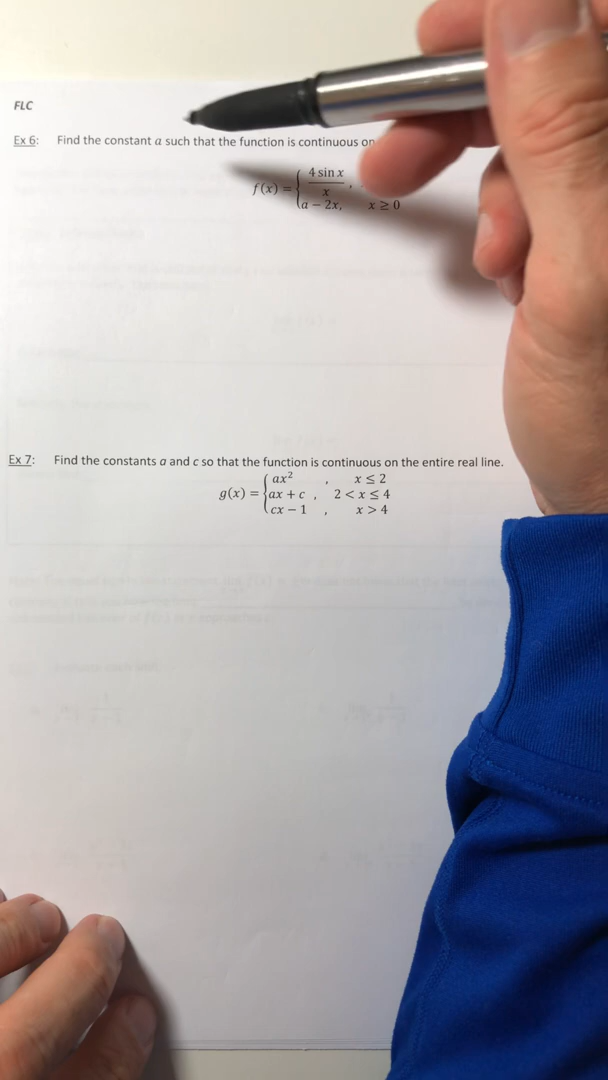 FLC
Ex 6: Find the constant a such that the function is continuous on
f(x) = { 4 sin x / x ,
a − 2x, x ≥ 0
Ex 7: Find the constants a and c so that the function is continuous on the entire real line.
g(x) = { ax² , x ≤ 2
ax + c , 2 < x ≤ 4
cx − 1 , x > 4